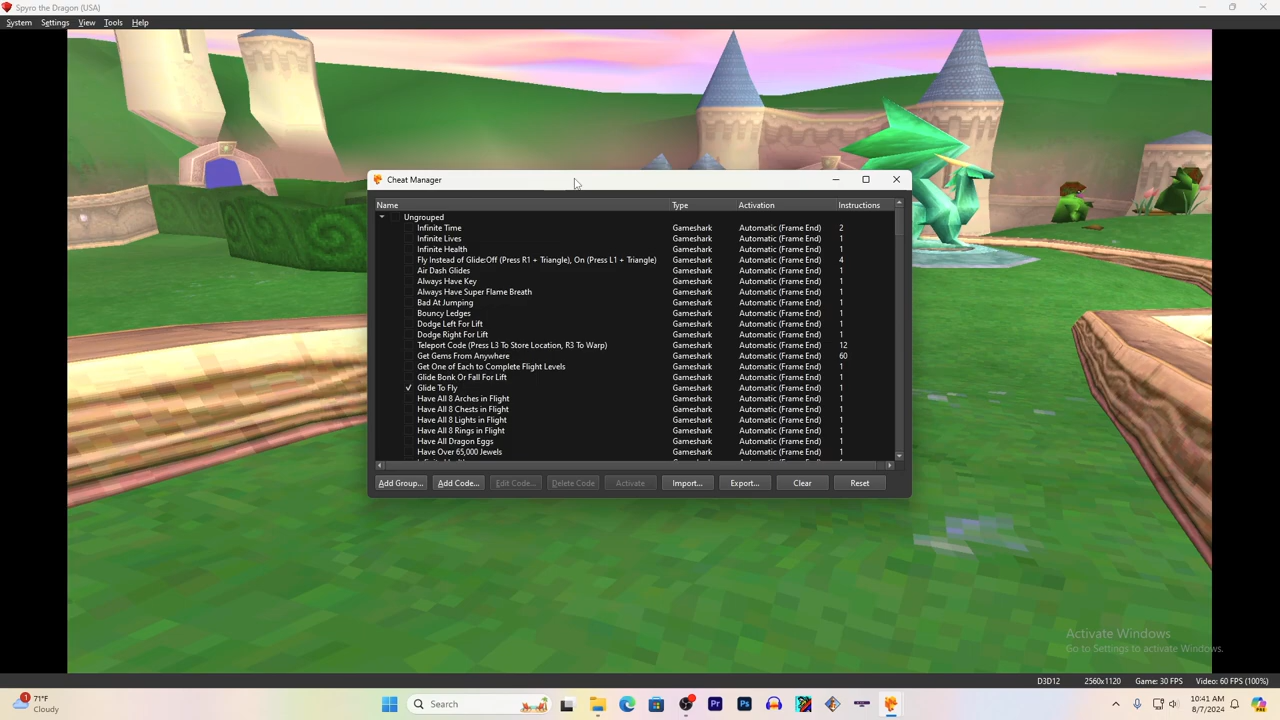 Spyro the Dragon (USA)
System Settings View Tools Help
Cheat Manager
Name Type Activation Instructions
Ungrouped
Infinite Time Gameshark Automatic (Frame End) 2
Infinite Lives Gameshark Automatic (Frame End) 1
Infinite Health Gameshark Automatic (Frame End) 1
Fly Instead of Glide:Off (Press R1 + Triangle), On (Press L1 + Triangle) Gameshark Automatic (Frame End) 4
Air Dash Glides Gameshark Automatic (Frame End) 1
Always Have Key Gameshark Automatic (Frame End) 1
Always Have Super Flame Breath Gameshark Automatic (Frame End) 1
Bad At Jumping Gameshark Automatic (Frame End) 1
Bouncy Ledges Gameshark Automatic (Frame End) 1
Dodge Left For Lift Gameshark Automatic (Frame End) 1
Dodge Right For Lift Gameshark Automatic (Frame End) 1
Teleport Code (Press L3 To Store Location, R3 To Warp) Gameshark Automatic (Frame End) 12
Get Gems From Anywhere Gameshark Automatic (Frame End) 60
Get One of Each to Complete Flight Levels Gameshark Automatic (Frame End) 1
Glide Bonk Or Fall For Lift Gameshark Automatic (Frame End) 1
Glide To Fly Gameshark Automatic (Frame End) 1
Have All 8 Arches in Flight Gameshark Automatic (Frame End) 1
Have All 8 Chests in Flight Gameshark Automatic (Frame End) 1
Have All 8 Lights in Flight Gameshark Automatic (Frame End) 1
Have All 8 Rings in Flight Gameshark Automatic (Frame End) 1
Have All Dragon Eggs Gameshark Automatic (Frame End) 1
Have Over 65,000 Jewels Gameshark Automatic (Frame End) 1
Add Group... Add Code... Edit Code... Delete Code Activate Import... Export... Clear Reset
Activate Windows
Go to Settings to activate Windows.
D3D12 2560x1120 Game: 30 FPS Video: 60 FPS (100%)
1 71°F
Cloudy
Search
Pr Ps
10:41 AM
8/7/2024